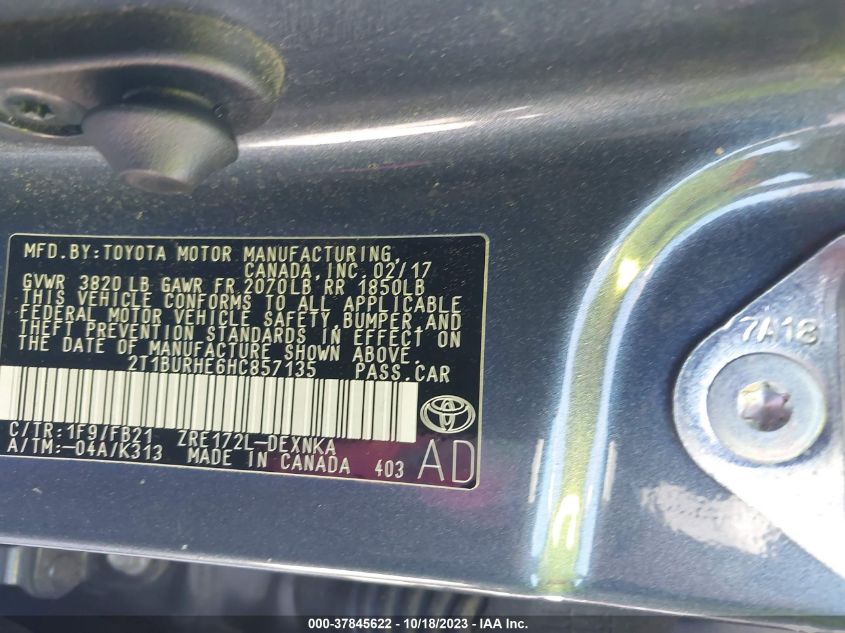 MFD.BY:TOYOTA MOTOR MANUFACTURING,
CANADA,INC. 02/17
GVWR 3820 LB GAWR FR 2070LB RR 1850LB
THIS VEHICLE CONFORMS TO ALL APPLICABLE
FEDERAL MOTOR VEHICLE SAFETY, BUMPER, AND
THEFT PREVENTION STANDARDS IN EFFECT ON
THE DATE OF MANUFACTURE SHOWN ABOVE.
2T1BURHE6HC857135 PASS.CAR
C/TR:1F9/FB21 ZRE172L-DEXNKA
A/TM:-04A/K313 MADE IN CANADA 403 AD
7A18
000-37845622 - 10/18/2023 - © IAA, Inc.